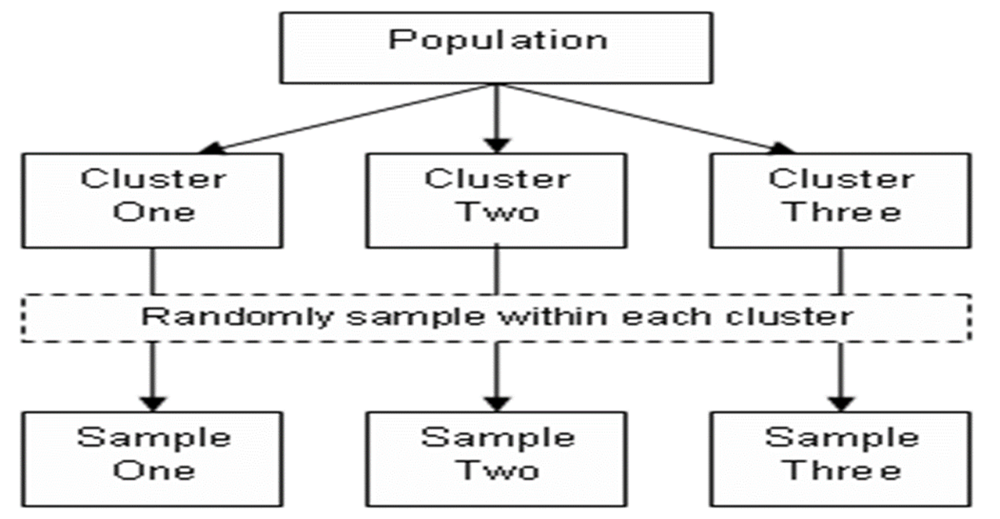 Population
Cluster
One
Cluster
Two
Cluster
Three
Randomly sample within each cluster
Sample
One
Sample
Two
Sample
Three